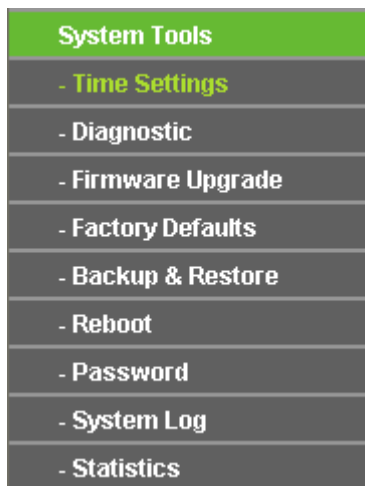 System Tools
- Time Settings
- Diagnostic
- Firmware Upgrade
- Factory Defaults
- Backup & Restore
- Reboot
- Password
- System Log
- Statistics